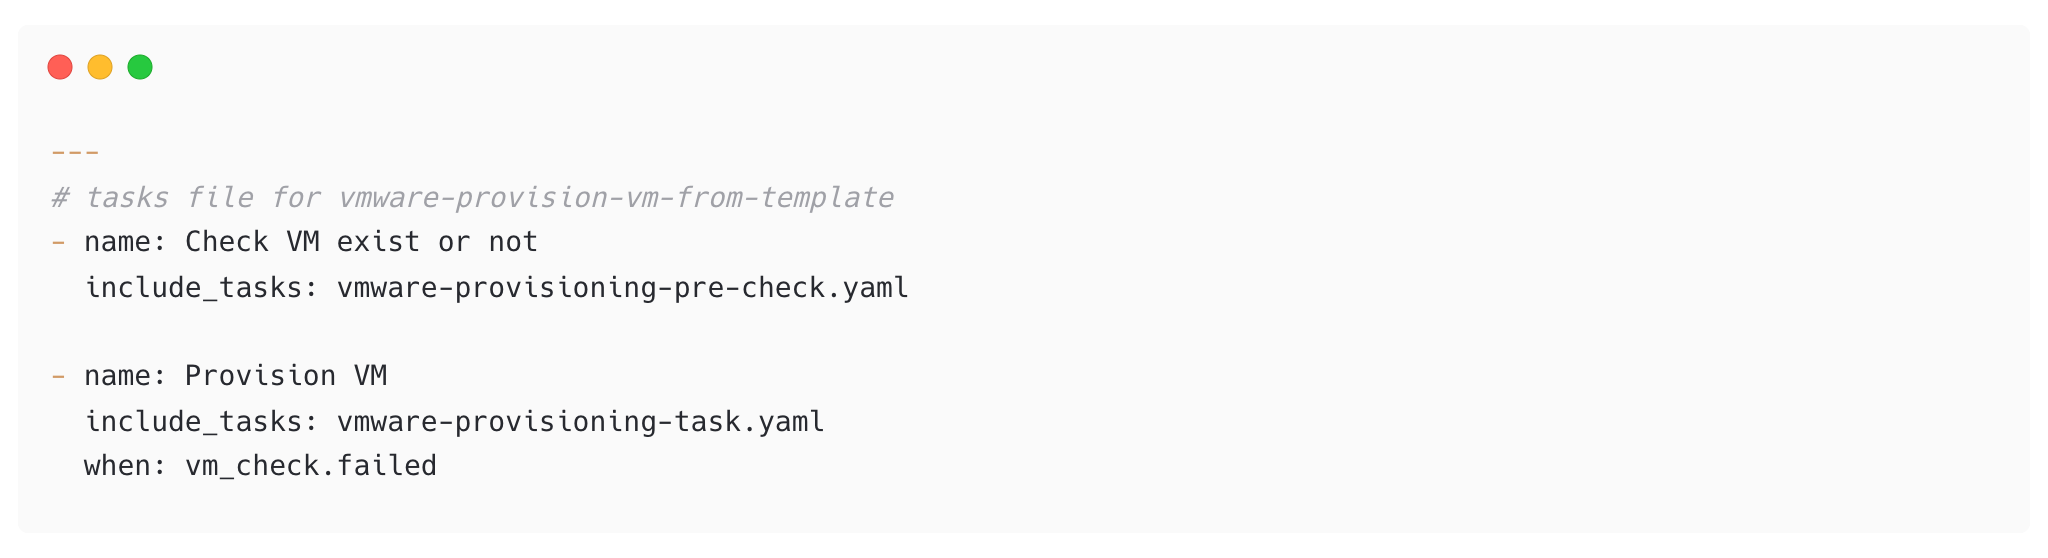 ---
# tasks file for vmware-provision-vm-from-template
- name: Check VM exist or not
  include_tasks: vmware-provisioning-pre-check.yaml

- name: Provision VM
  include_tasks: vmware-provisioning-task.yaml
  when: vm_check.failed